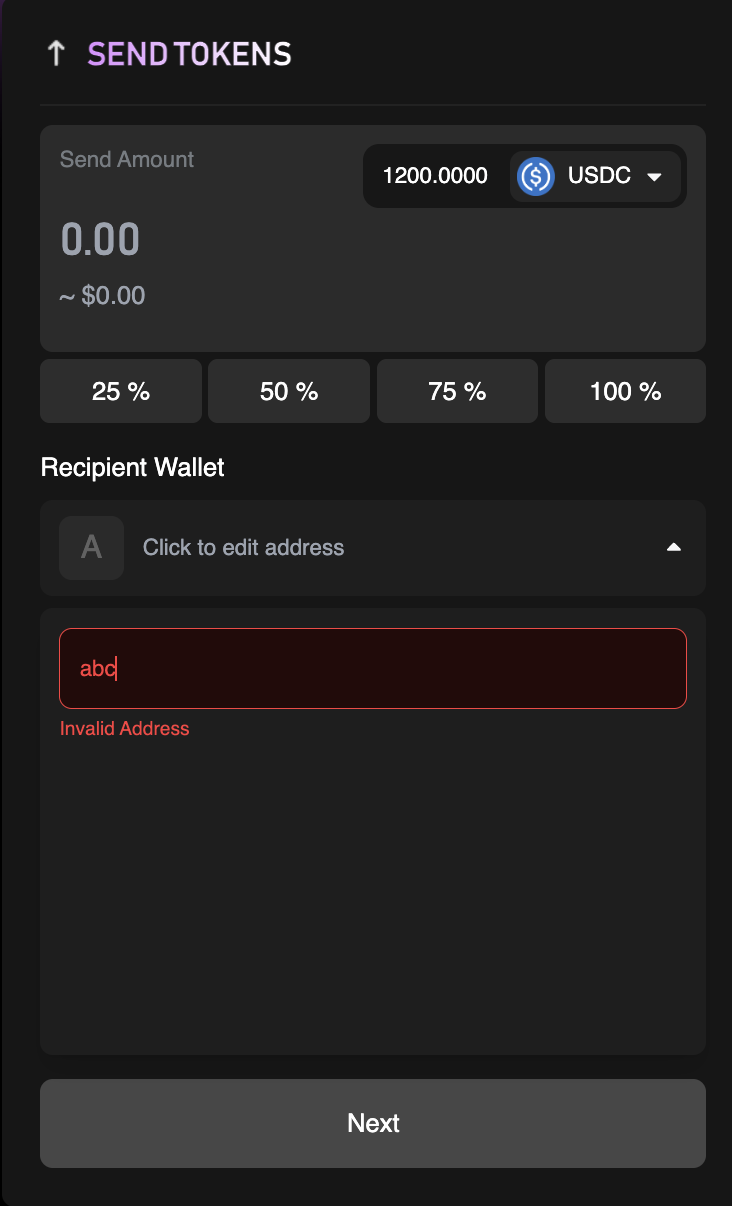 SEND TOKENS
Send Amount
1200.0000 USDC
0.00
~ $0.00
25 % 50 % 75 % 100 %
Recipient Wallet
A Click to edit address
abc
Invalid Address
Next